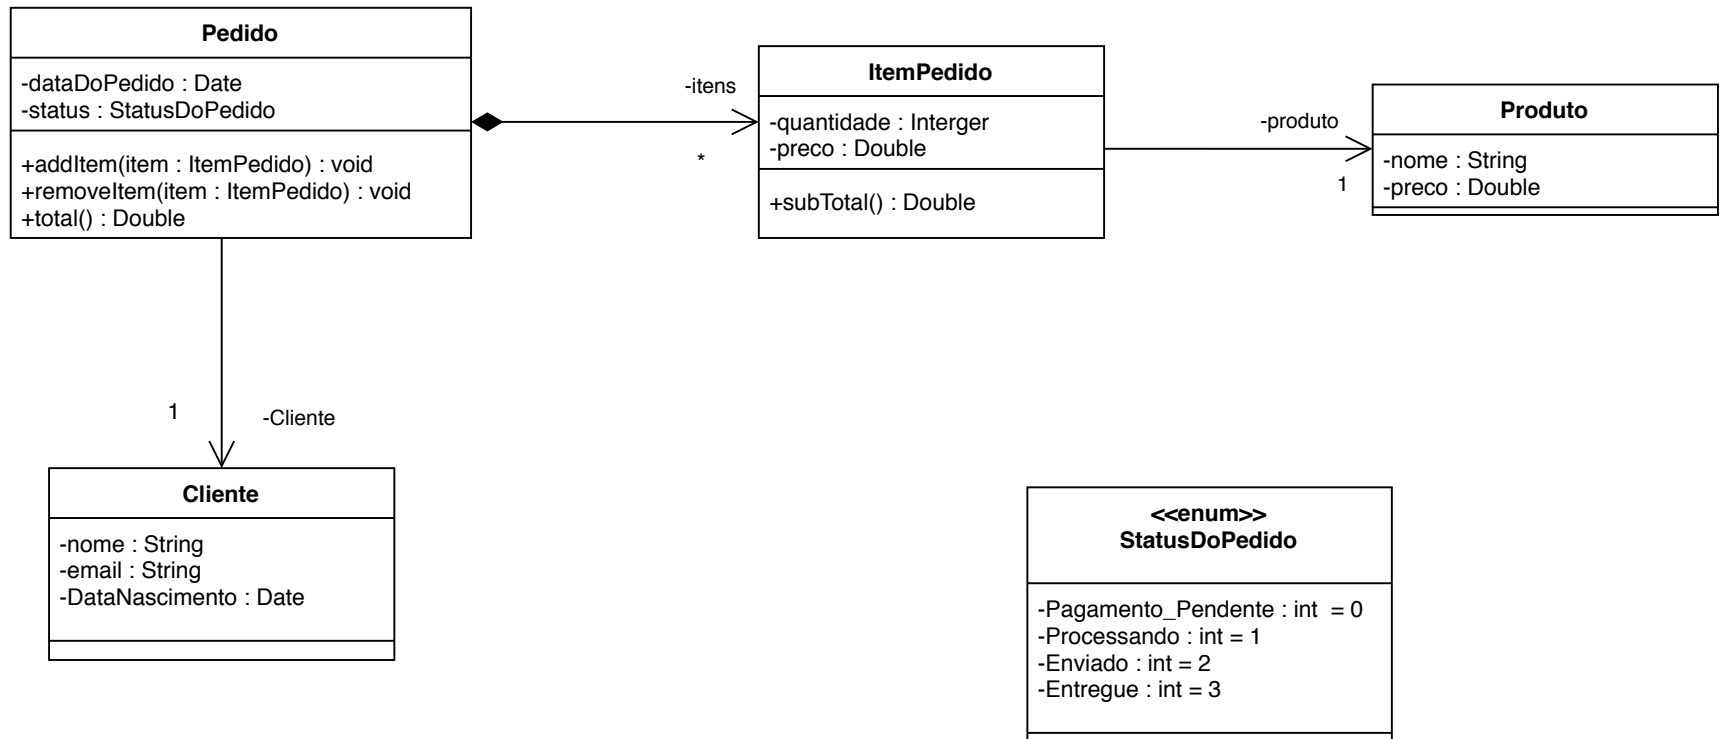 Pedido
-dataDoPedido : Date
-status : StatusDoPedido
+addItem(item : ItemPedido) : void
+removeItem(item : ItemPedido) : void
+total() : Double
-itens
*
ItemPedido
-quantidade : Interger
-preco : Double
+subTotal() : Double
-produto
1
Produto
-nome : String
-preco : Double
1
-Cliente
Cliente
-nome : String
-email : String
-DataNascimento : Date
<<enum>>
StatusDoPedido
-Pagamento_Pendente : int  = 0
-Processando : int = 1
-Enviado : int = 2
-Entregue : int = 3